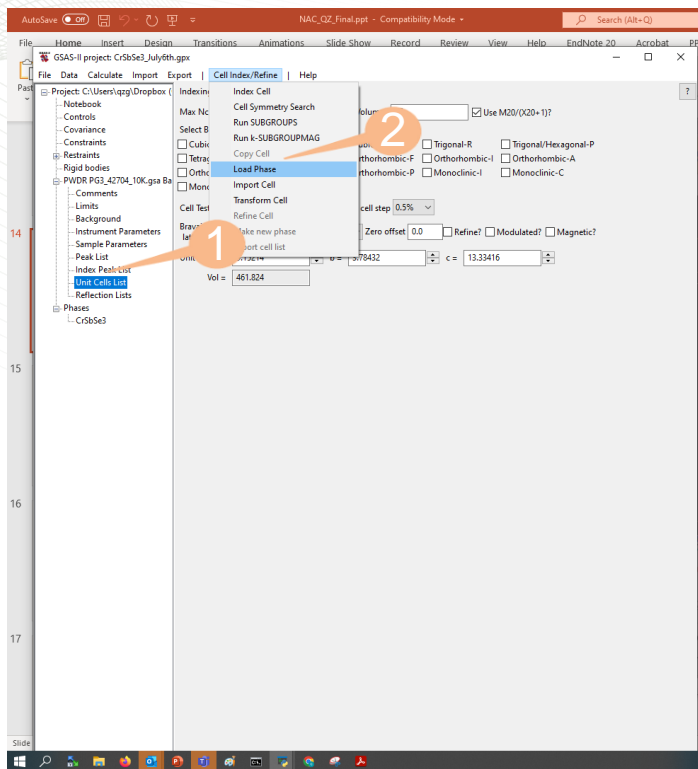 AutoSave Off NAC_QZ_Final.ppt - Compatibility Mode Search (Alt+Q)
File Home Insert Design Transitions Animations Slide Show Record Review View Help EndNote 20 Acrobat
GSAS-II project: CrSbSe3_July6th.gpx
File Data Calculate Import Export | Cell Index/Refine | Help
Past
Project: C:\Users\qzg\Dropbox (
Notebook
Controls
Covariance
Constraints
Restraints
Rigid bodies
PWDR PG3_42704_10K.gsa Ba
Comments
Limits
Background
Instrument Parameters
Sample Parameters
Peak List
Index Peak List
Unit Cells List
Reflection Lists
Phases
CrSbSe3
Index Cell
Cell Symmetry Search
Run SUBGROUPS
Run k-SUBGROUPMAG
Copy Cell
Load Phase
Import Cell
Transform Cell
Refine Cell
Make new phase
Export cell list
Indexing
?
Max Nc Use M20/(X20+1)?
Select B
Cubic Trigonal-R Trigonal/Hexagonal-P
Tetrag Orthorhombic-F Orthorhombic-I Orthorhombic-A
Ortho Orthorhombic-P Monoclinic-I Monoclinic-C
Mono
Cell Test cell step 0.5%
Brava Zero offset 0.0 Refine? Modulated? Magnetic?
b = 3.78432 c = 13.33416
Vol = 461.824
1
2
14
15
16
17
Slide